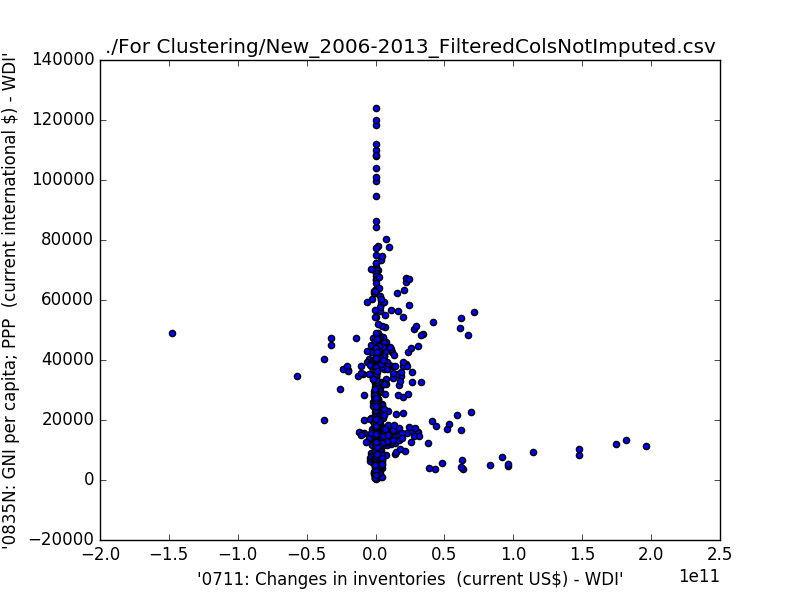 ./For Clustering/New_2006-2013_FilteredColsNotImputed.csv
'0835N: GNI per capita; PPP  (current international $) - WDI'
140000
120000
100000
80000
60000
40000
20000
0
−20000
−2.0 −1.5 −1.0 −0.5 0.0 0.5 1.0 1.5 2.0 2.5
1e11
'0711: Changes in inventories  (current US$) - WDI'